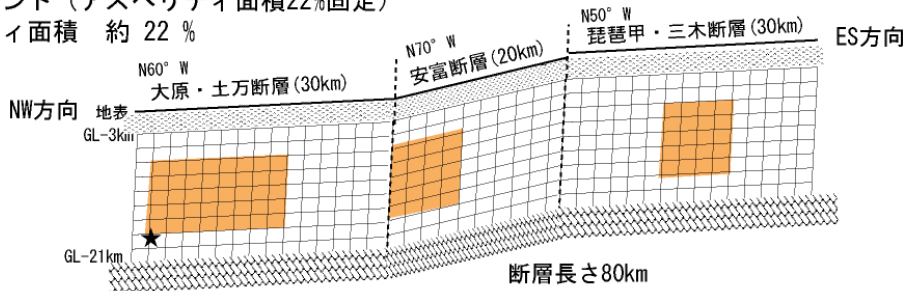 ント（アスペリティ面積22%固定）
ィ面積 約 22 %
N50° W
琵琶甲・三木断層(30km)
ES方向
N70° W
安富断層(20km)
N60° W
大原・土万断層(30km)
NW方向 地表
GL-3km
GL-21km
断層長さ80km